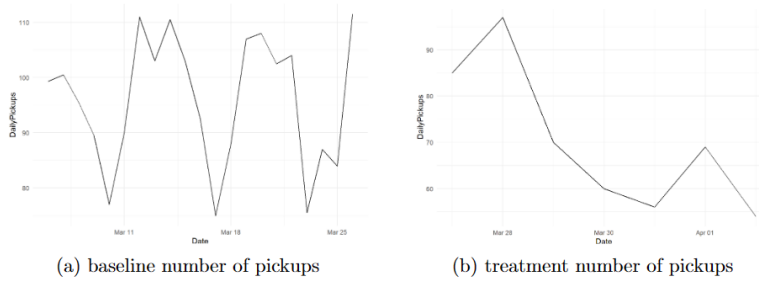 110
100
90
80
DailyPickups
Mar 11
Mar 18
Mar 25
Date
(a) baseline number of pickups
90
80
70
60
DailyPickups
Mar 28
Mar 30
Apr 01
Date
(b) treatment number of pickups